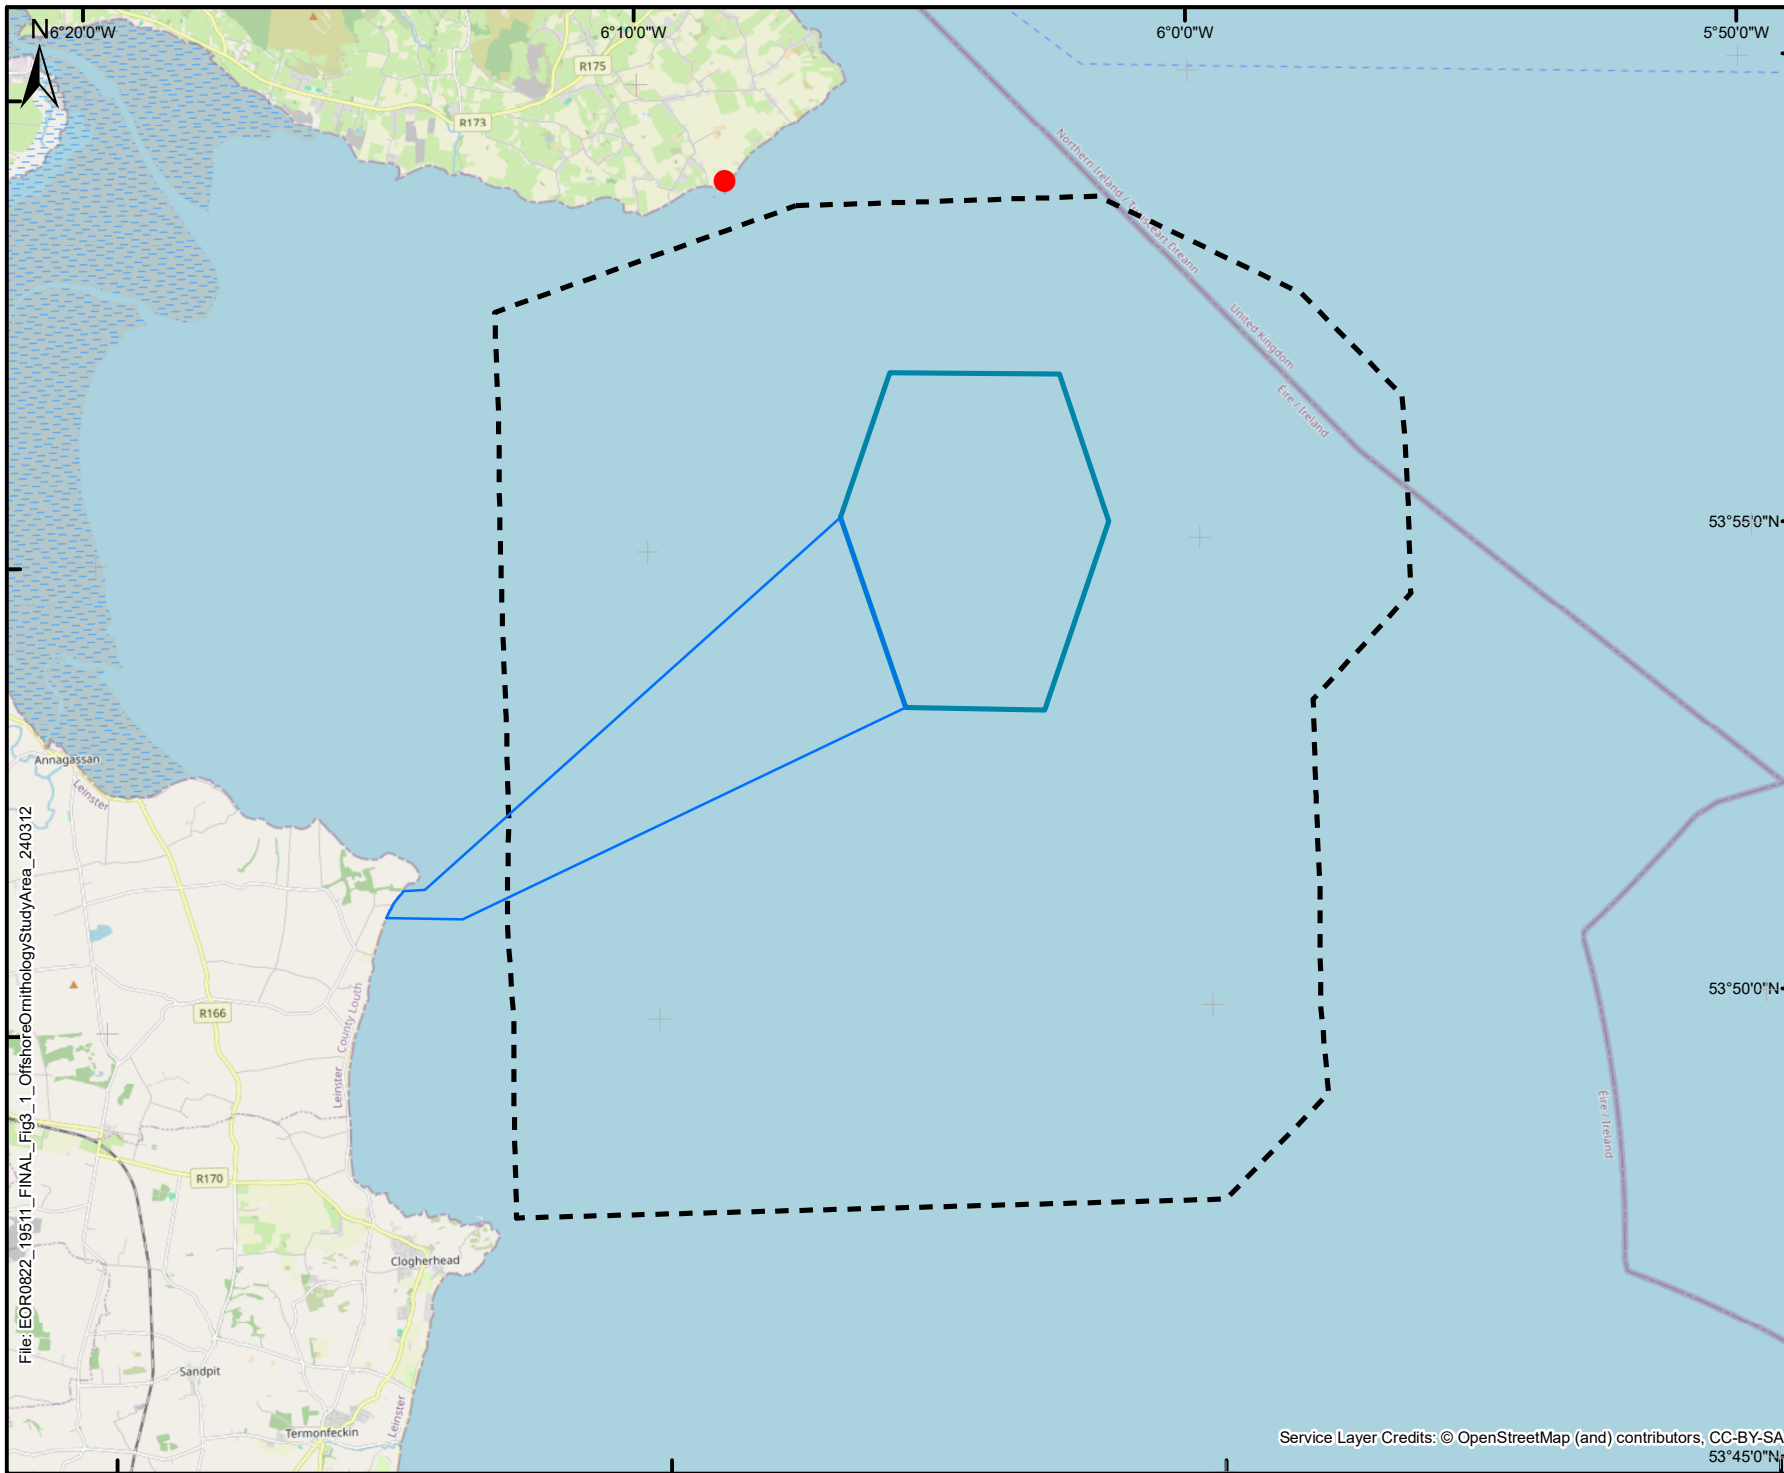 N
6°20'0"W
6°10'0"W
6°0'0"W
5°50'0"W
R175
R173
Northern Ireland / Tuaisceart Éireann
United Kingdom
Éire / Ireland
53°55'0"N
Annagassan
Leinster
File: EOR0822_19511_FINAL_Fig3_1_OffshoreOrnithologyStudyArea_240312
53°50'0"N
R166
Leinster
County Louth
Éire / Ireland
R170
Clogherhead
Sandpit
Leinster
Termonfeckin
Service Layer Credits: © OpenStreetMap (and) contributors, CC-BY-SA
53°45'0"N